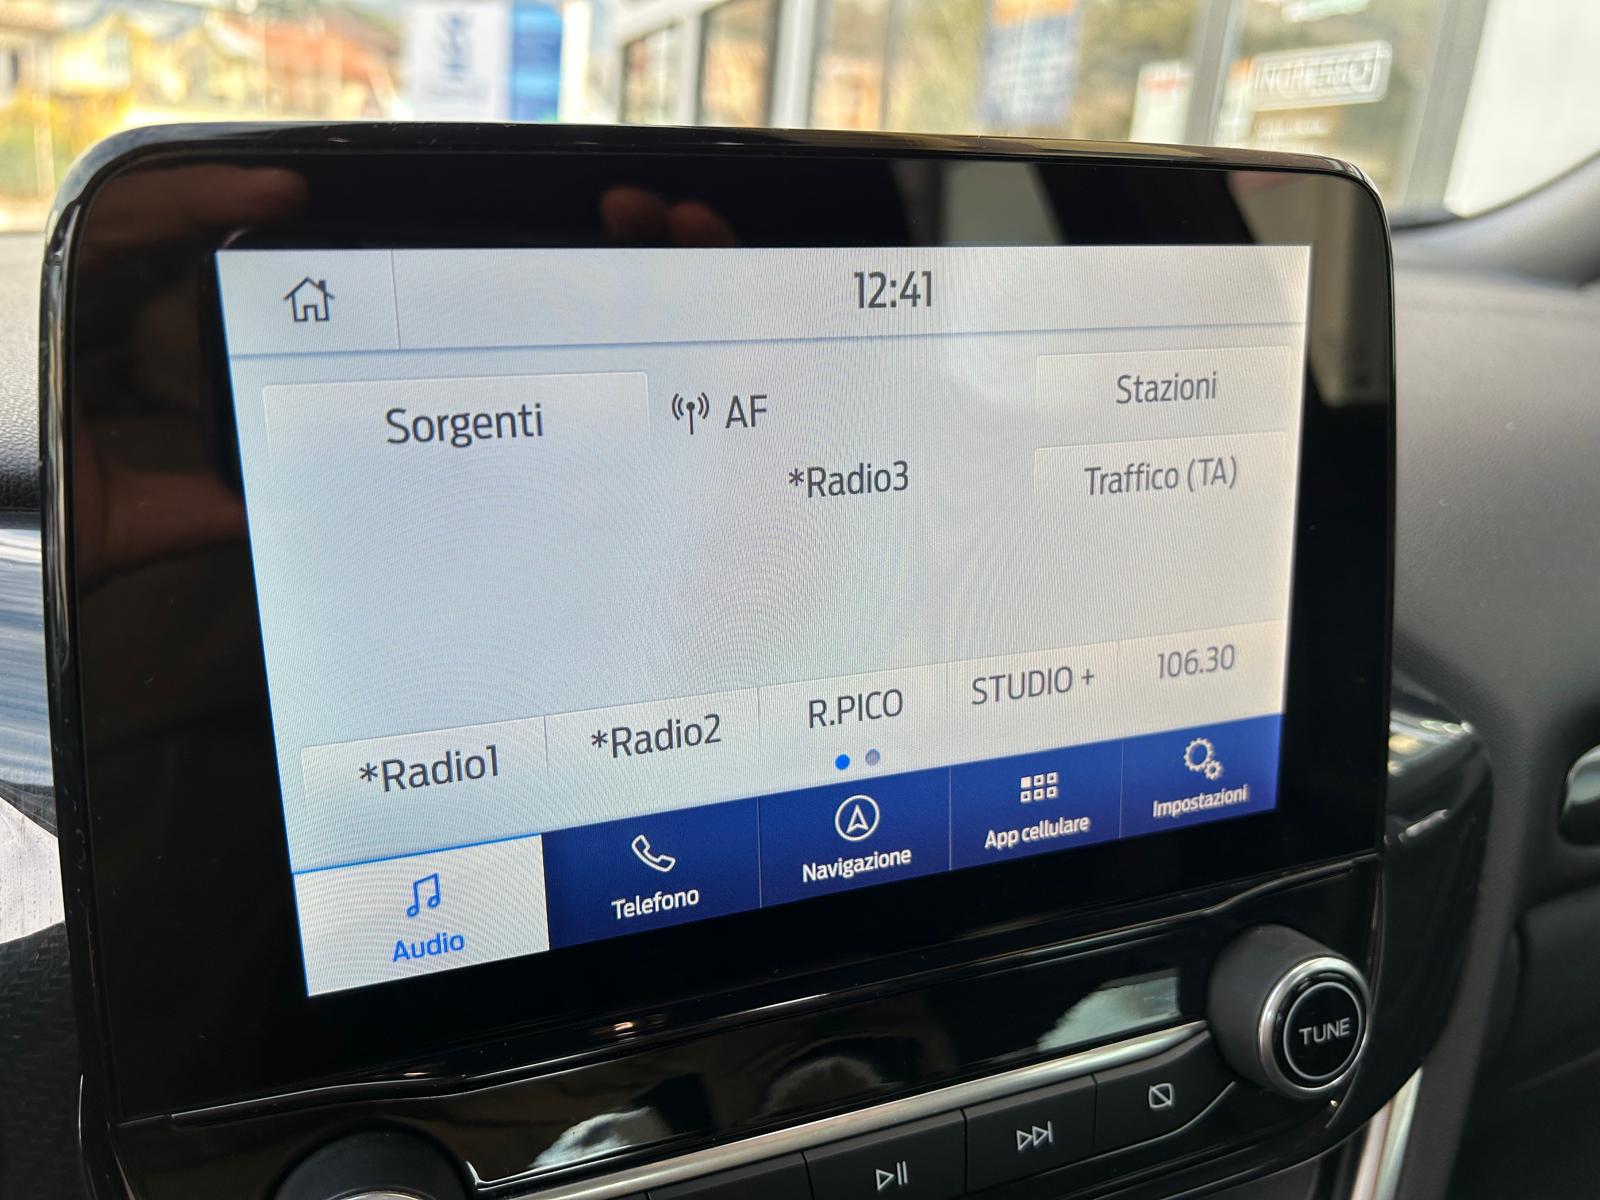 INGRESSO
12:41
Sorgenti
AF
Stazioni
*Radio3
Traffico (TA)
*Radio1
*Radio2
R.PICO
STUDIO +
106.30
Audio
Telefono
Navigazione
App cellulare
Impostazioni
TUNE